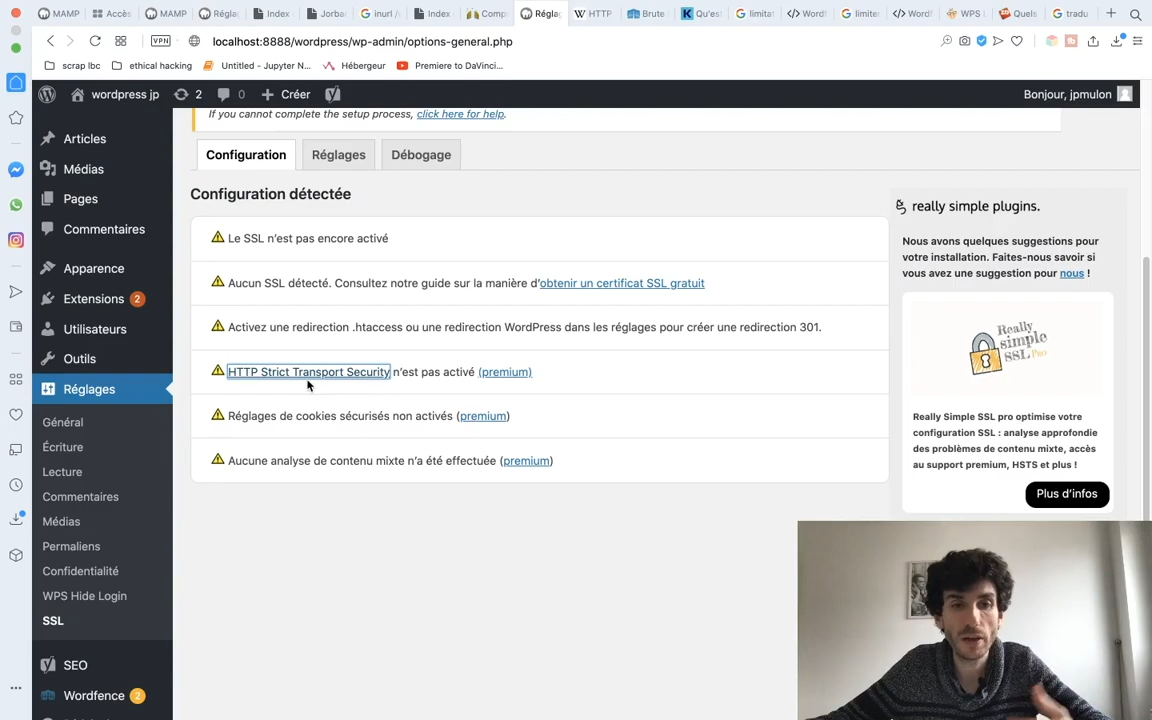 MAMP
Accès
MAMP
Régla
Index
Jorba
inurl /
Index
Comp
Régla
HTTP
Brute
Qu'est
limitat
Word
limiter
Word
WPS L
Quels
tradu
VPN
localhost:8888/wordpress/wp-admin/options-general.php
scrap lbc
ethical hacking
Untitled - Jupyter N...
Hébergeur
Premiere to DaVinci...
wordpress jp
2
0
Créer
Bonjour, jpmulon
Articles
Médias
Pages
Commentaires
Apparence
Extensions 2
Utilisateurs
Outils
Réglages
Général
Écriture
Lecture
Commentaires
Médias
Permaliens
Confidentialité
WPS Hide Login
SSL
SEO
Wordfence 2
If you cannot complete the setup process, click here for help.
Configuration
Réglages
Débogage
Configuration détectée
Le SSL n'est pas encore activé
Aucun SSL détecté. Consultez notre guide sur la manière d'obtenir un certificat SSL gratuit
Activez une redirection .htaccess ou une redirection WordPress dans les réglages pour créer une redirection 301.
HTTP Strict Transport Security n'est pas activé (premium)
Réglages de cookies sécurisés non activés (premium)
Aucune analyse de contenu mixte n'a été effectuée (premium)
really simple plugins.
Nous avons quelques suggestions pour
votre installation. Faites-nous savoir si
vous avez une suggestion pour nous !
Really
simple
SSL Pro
Really Simple SSL pro optimise votre
configuration SSL : analyse approfondie
des problèmes de contenu mixte, accès
au support premium, HSTS et plus !
Plus d'infos